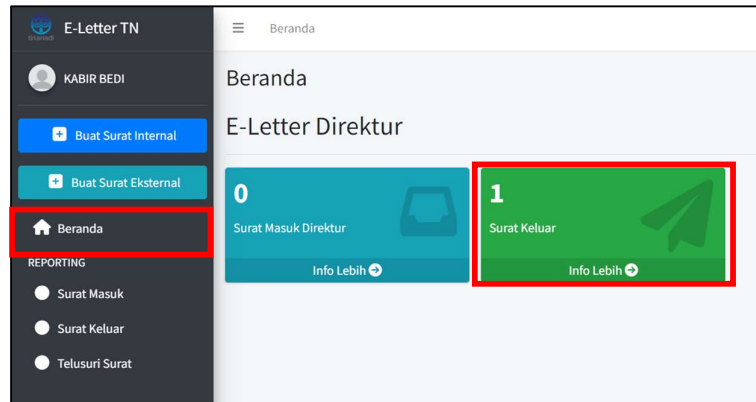 E-Letter TN
Beranda
KABIR BEDI
Buat Surat Internal
Buat Surat Eksternal
Beranda
REPORTING
Surat Masuk
Surat Keluar
Telusuri Surat
Beranda
E-Letter Direktur
0
Surat Masuk Direktur
Info Lebih
1
Surat Keluar
Info Lebih